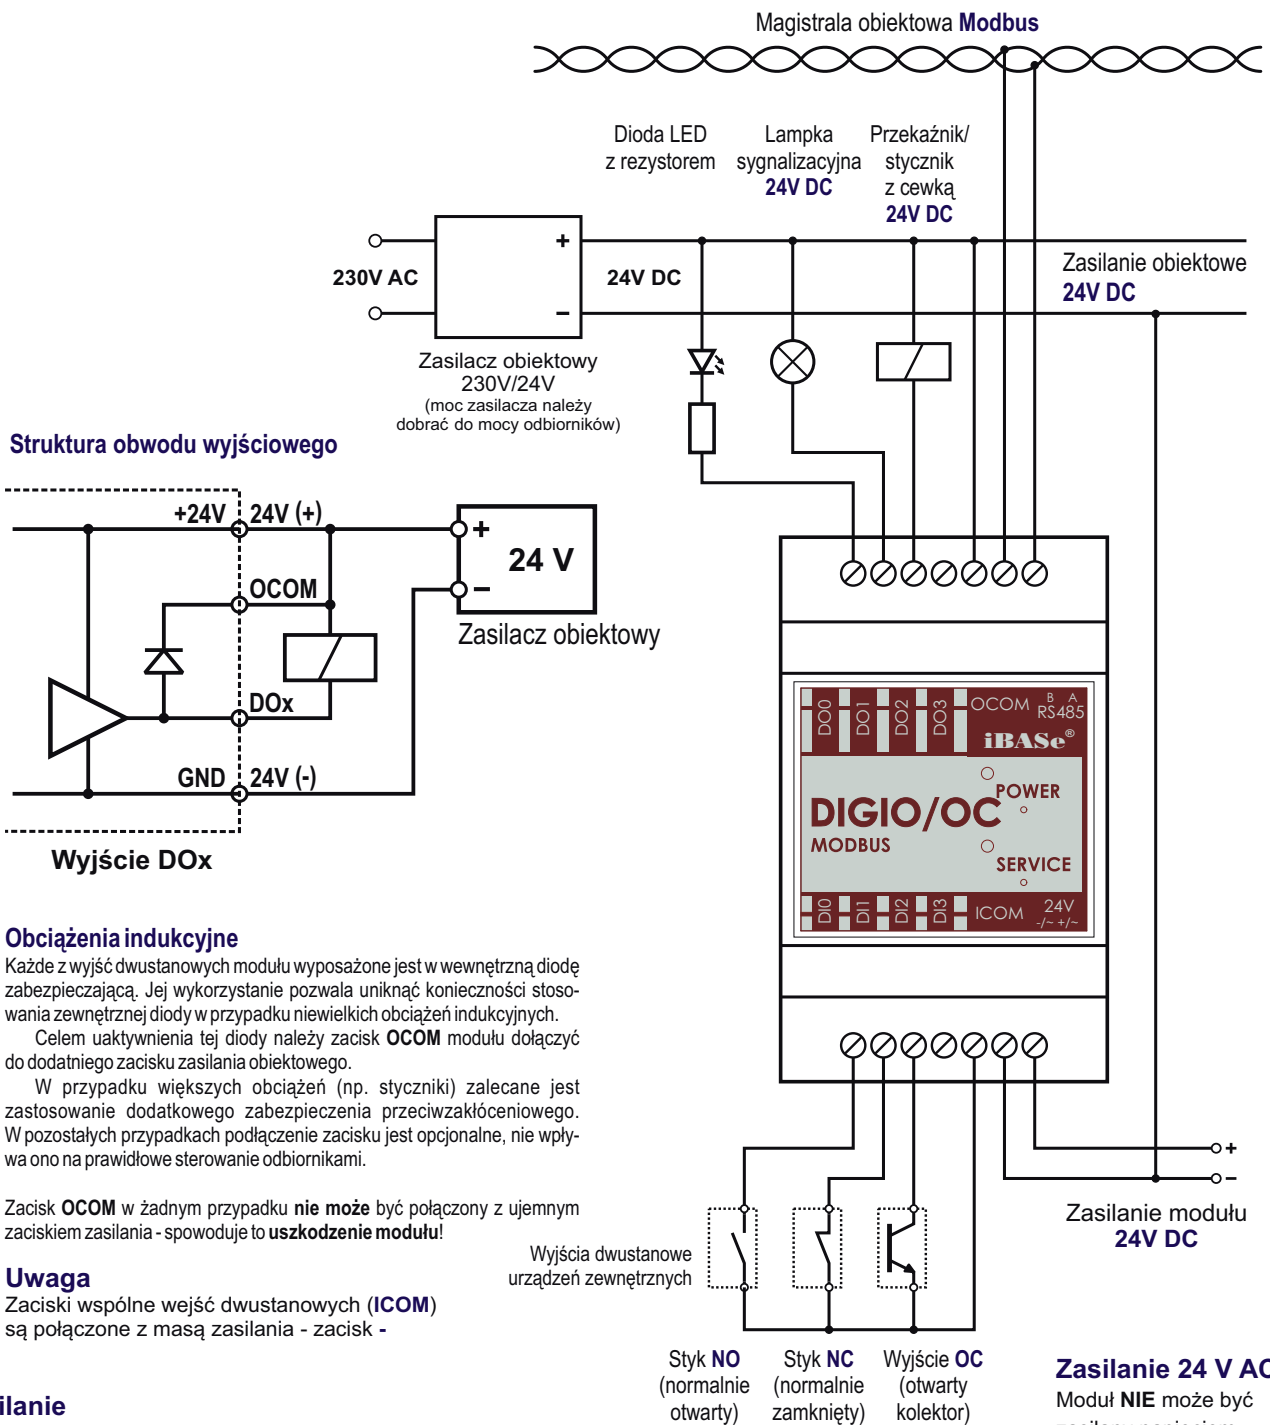 Magistrala obiektowa Modbus
Dioda LED
z rezystorem
Lampka
sygnalizacyjna
24V DC
Przekaźnik/
stycznik
z cewką
24V DC
230V AC
+
−
24V DC
Zasilanie obiektowe
24V DC
Zasilacz obiektowy
230V/24V
(moc zasilacza należy
dobrać do mocy odbiorników)
Struktura obwodu wyjściowego
+24V
24V (+)
OCOM
DOx
GND
24V (-)
+
24 V
−
Zasilacz obiektowy
Wyjście DOx
DO0
DO1
DO2
DO3
OCOM
B A
RS485
iBASe®
POWER
DIGIO/OC
MODBUS
SERVICE
DI0
DI1
DI2
DI3
ICOM
24V
-/~ +/~
Obciążenia indukcyjne
Każde z wyjść dwustanowych modułu wyposażone jest w wewnętrzną diodę
zabezpieczającą. Jej wykorzystanie pozwala uniknąć konieczności stoso-
wania zewnętrznej diody w przypadku niewielkich obciążeń indukcyjnych.
Celem uaktywnienia tej diody należy zacisk OCOM modułu dołączyć
do dodatniego zacisku zasilania obiektowego.
W przypadku większych obciążeń (np. styczniki) zalecane jest
zastosowanie dodatkowego zabezpieczenia przeciwzakłóceniowego.
W pozostałych przypadkach podłączenie zacisku jest opcjonalne, nie wpły-
wa ono na prawidłowe sterowanie odbiornikami.
Zacisk OCOM w żadnym przypadku nie może być połączony z ujemnym
zaciskiem zasilania - spowoduje to uszkodzenie modułu!
Uwaga
Zaciski wspólne wejść dwustanowych (ICOM)
są połączone z masą zasilania - zacisk -
+
−
Zasilanie modułu
24V DC
Wyjścia dwustanowe
urządzeń zewnętrznych
Styk NO
(normalnie
otwarty)
Styk NC
(normalnie
zamknięty)
Wyjście OC
(otwarty
kolektor)
Zasilanie 24 V AC
Moduł NIE może być
ilanie